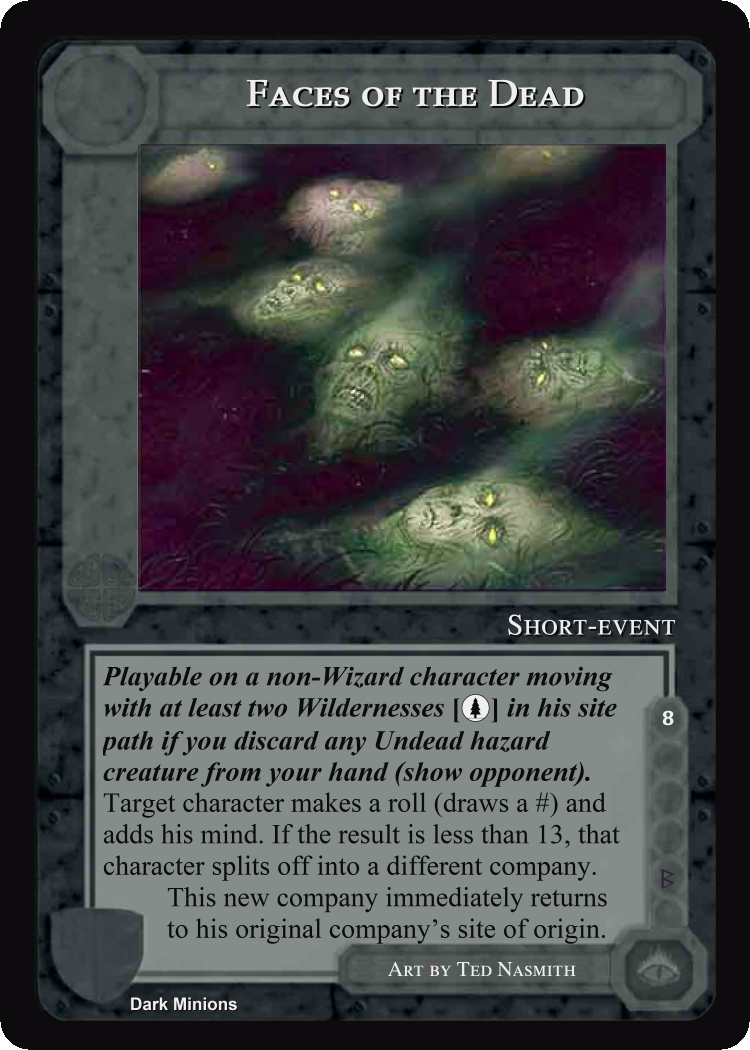 Faces of the Dead
Short-event
Playable on a non-Wizard character moving
with at least two Wildernesses [ ] in his site
path if you discard any Undead hazard
creature from your hand (show opponent).
Target character makes a roll (draws a #) and
adds his mind. If the result is less than 13, that
character splits off into a different company.
This new company immediately returns
to his original company's site of origin.
8
B
Art by Ted Nasmith
Dark Minions